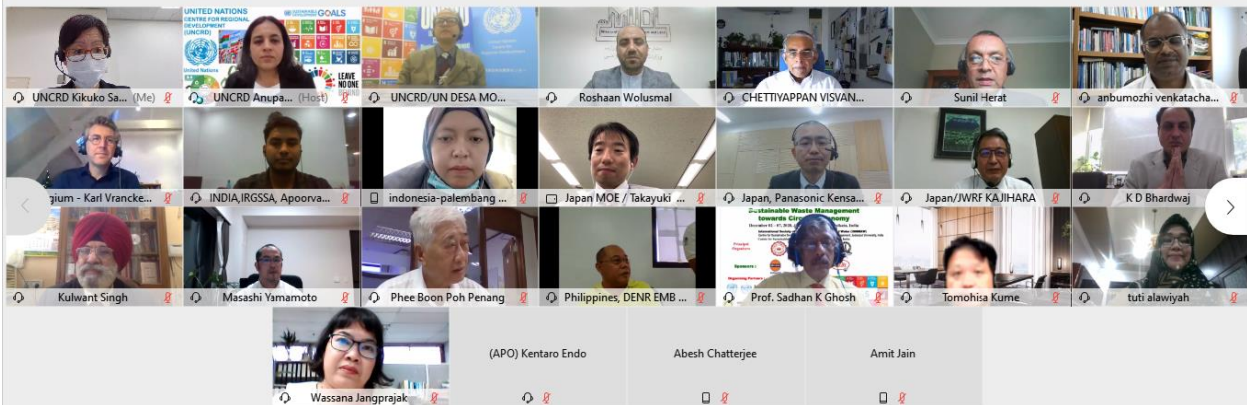 UNITED NATIONS
CENTRE FOR REGIONAL
DEVELOPMENT
(UNCRD)
GOALS
United Nations
LEAVE
NO ONE
UNCRD Kikuko Sa... (Me)
UNCRD Anupa... (Host)
UNCRD/UN DESA MO...
Roshaan Wolusmal
CHETTIYAPPAN VISVAN...
Sunil Herat
anbumozhi venkatacha...
gium - Karl Vrancke...
INDIA,IRGSSA, Apoorva...
indonesia-palembang ...
Japan MOE / Takayuki ...
Japan, Panasonic Kensa...
Japan/JWRF KAJIHARA
K D Bhardwaj
Sustainable Waste Management
towards Circular Economy
Kulwant Singh
Masashi Yamamoto
Phee Boon Poh Penang
Philippines, DENR EMB ...
Prof. Sadhan K Ghosh
Tomohisa Kume
tuti alawiyah
Wassana Jangprajak
(APO) Kentaro Endo
Abesh Chatterjee
Amit Jain